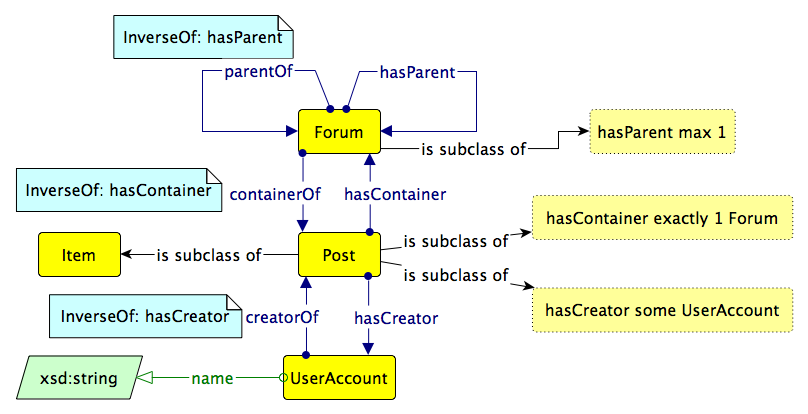 InverseOf: hasParent
parentOf
hasParent
Forum
is subclass of
hasParent max 1
InverseOf: hasContainer
containerOf
hasContainer
hasContainer exactly 1 Forum
Item
is subclass of
Post
is subclass of
is subclass of
InverseOf: hasCreator
creatorOf
hasCreator
hasCreator some UserAccount
xsd:string
name
UserAccount